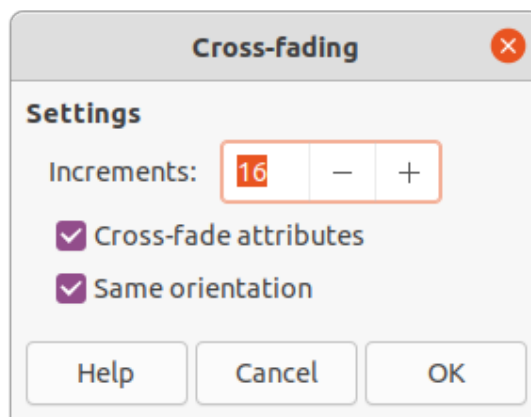 Cross-fading
Settings
Increments: 16 − +
Cross-fade attributes
Same orientation
Help Cancel OK